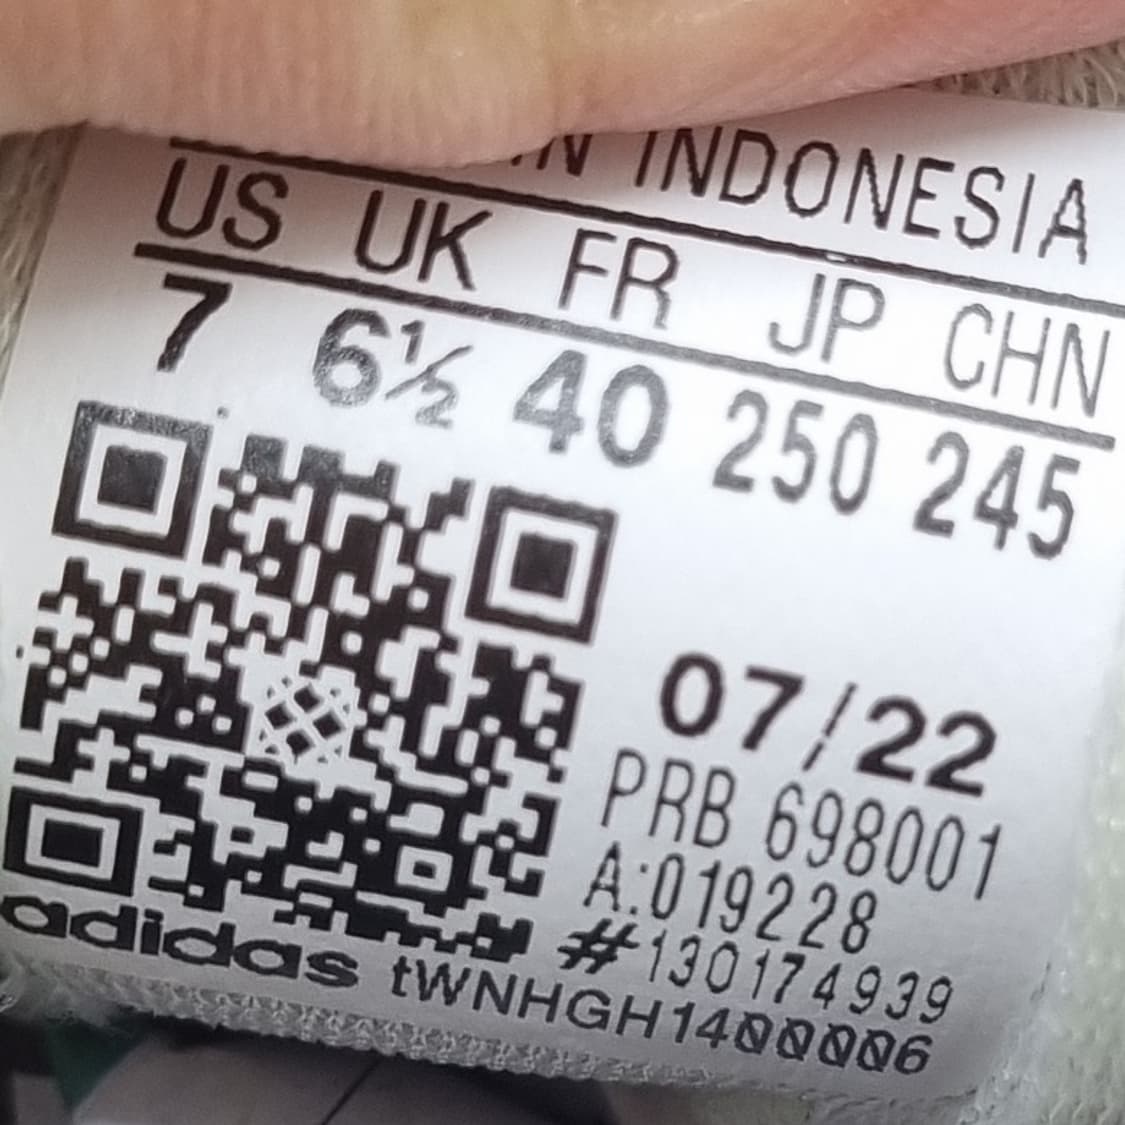 IN INDONESIA
US UK FR JP CHN
7 6½ 40 250 245
07/22
PRB 698001
A:019228
#130174939
adidas tWNHGH1400006